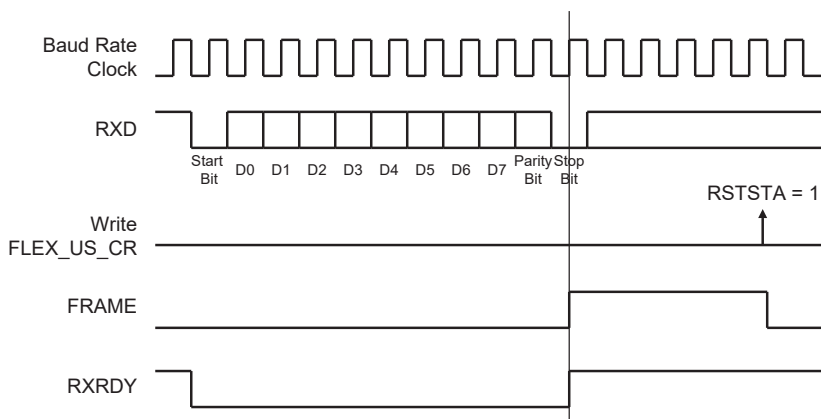 Baud Rate
Clock
RXD
Start
Bit
D0
D1
D2
D3
D4
D5
D6
D7
Parity
Bit
Stop
Bit
RSTSTA = 1
Write
FLEX_US_CR
FRAME
RXRDY